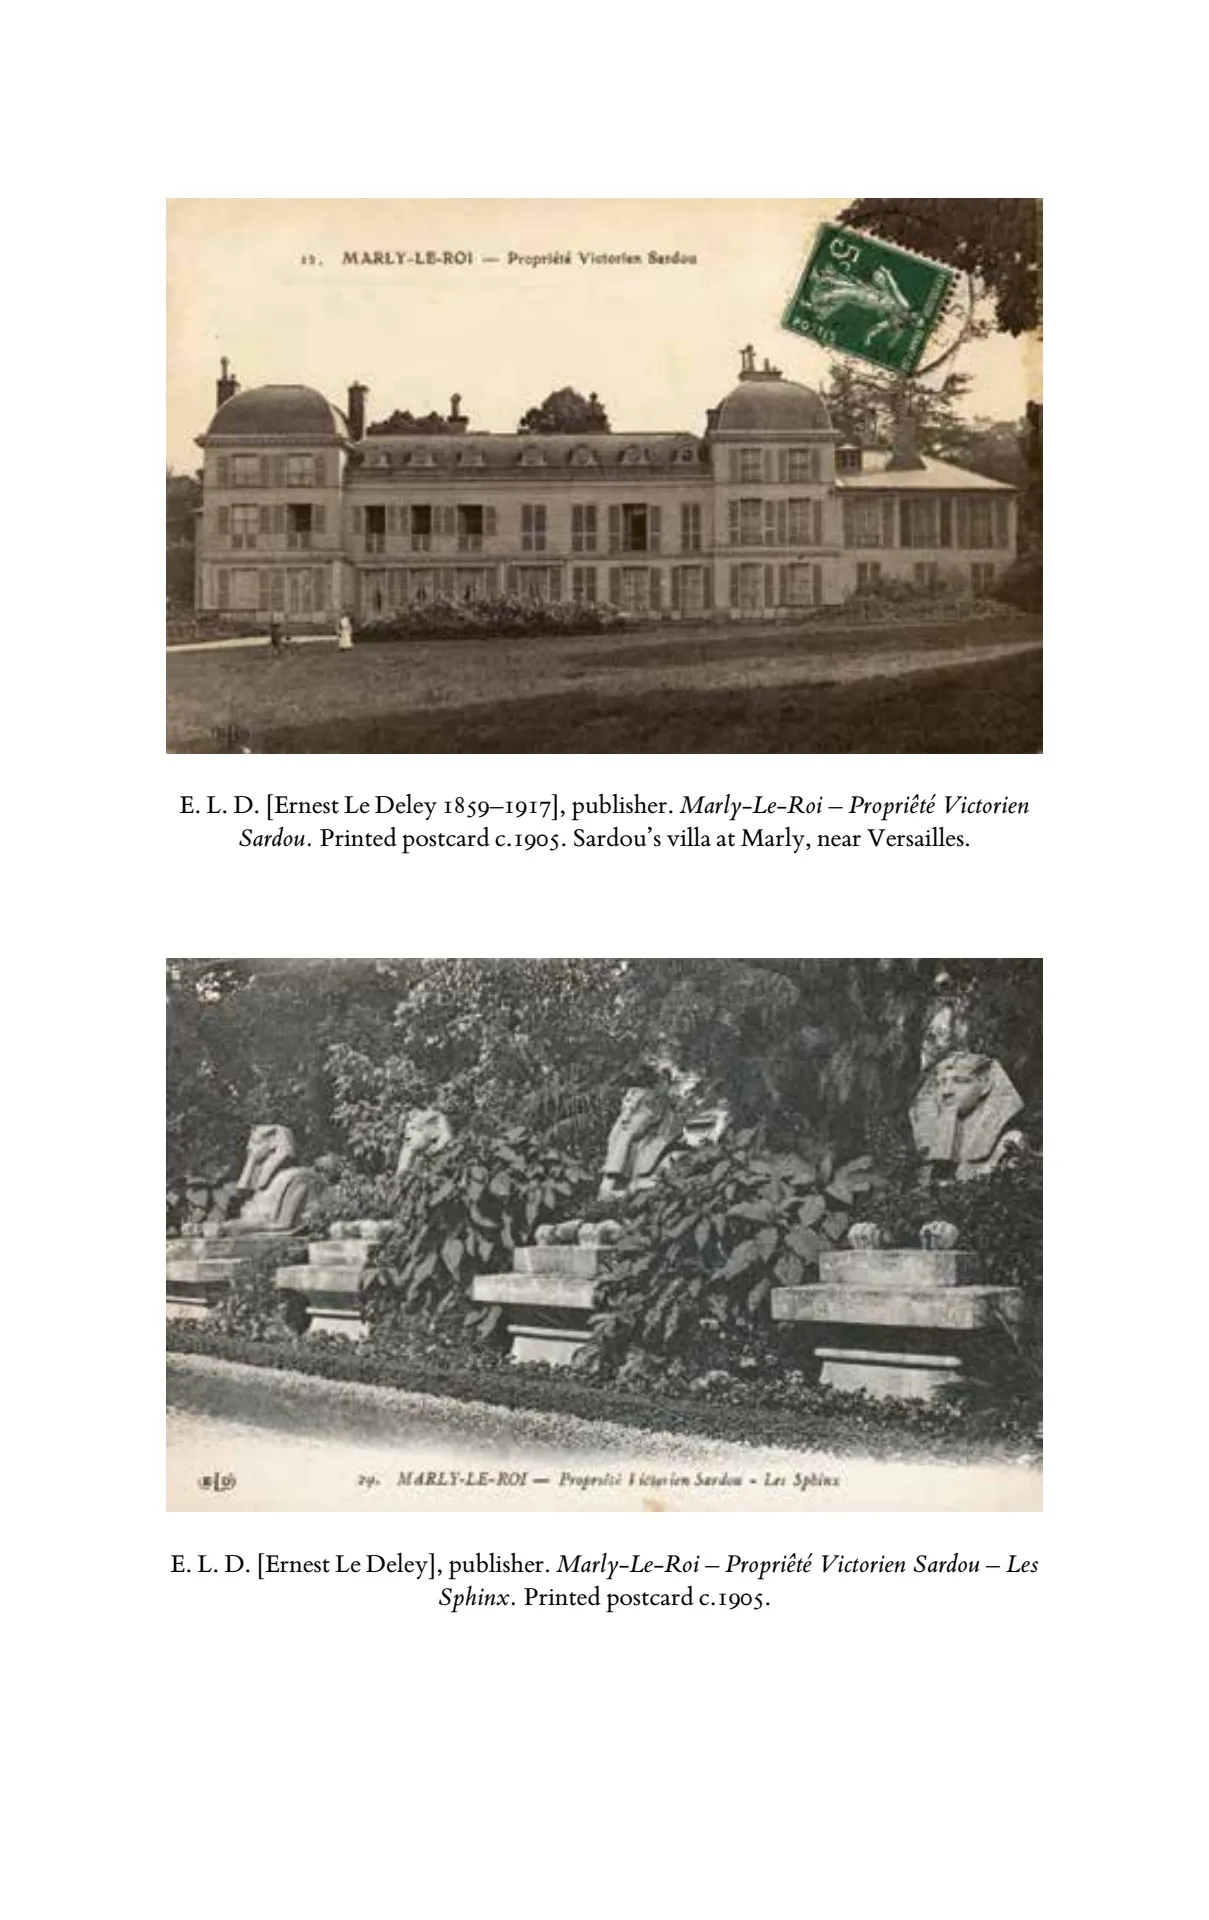 12. MARLY-LE-ROI — Propriété Victorien Sardou
5c
POSTES
E. L. D. [Ernest Le Deley 1859–1917], publisher. Marly-Le-Roi – Propriêté Victorien
Sardou. Printed postcard c.1905. Sardou’s villa at Marly, near Versailles.
ELD
29. MARLY-LE-ROI — Propriété Victorien Sardou - Les Sphinx
E. L. D. [Ernest Le Deley], publisher. Marly-Le-Roi – Propriêté Victorien Sardou – Les
Sphinx. Printed postcard c.1905.